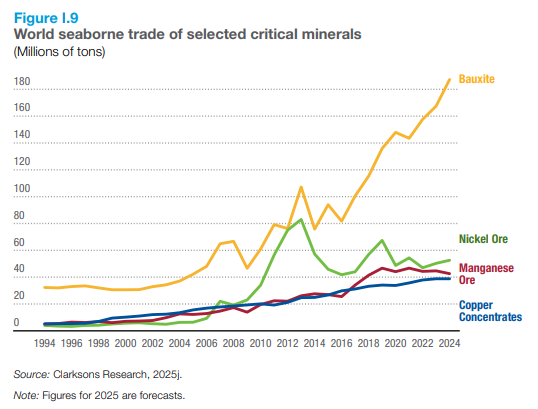 Figure I.9
World seaborne trade of selected critical minerals
(Millions of tons)
180
160
140
120
100
80
60
40
20
0
Bauxite
Nickel Ore
Manganese
Ore
Copper
Concentrates
1994 1996 1998 2000 2002 2004 2006 2007 2009 2010 2012 2014 2016 2018 2020 2022 2024
Source: Clarksons Research, 2025j.
Note: Figures for 2025 are forecasts.